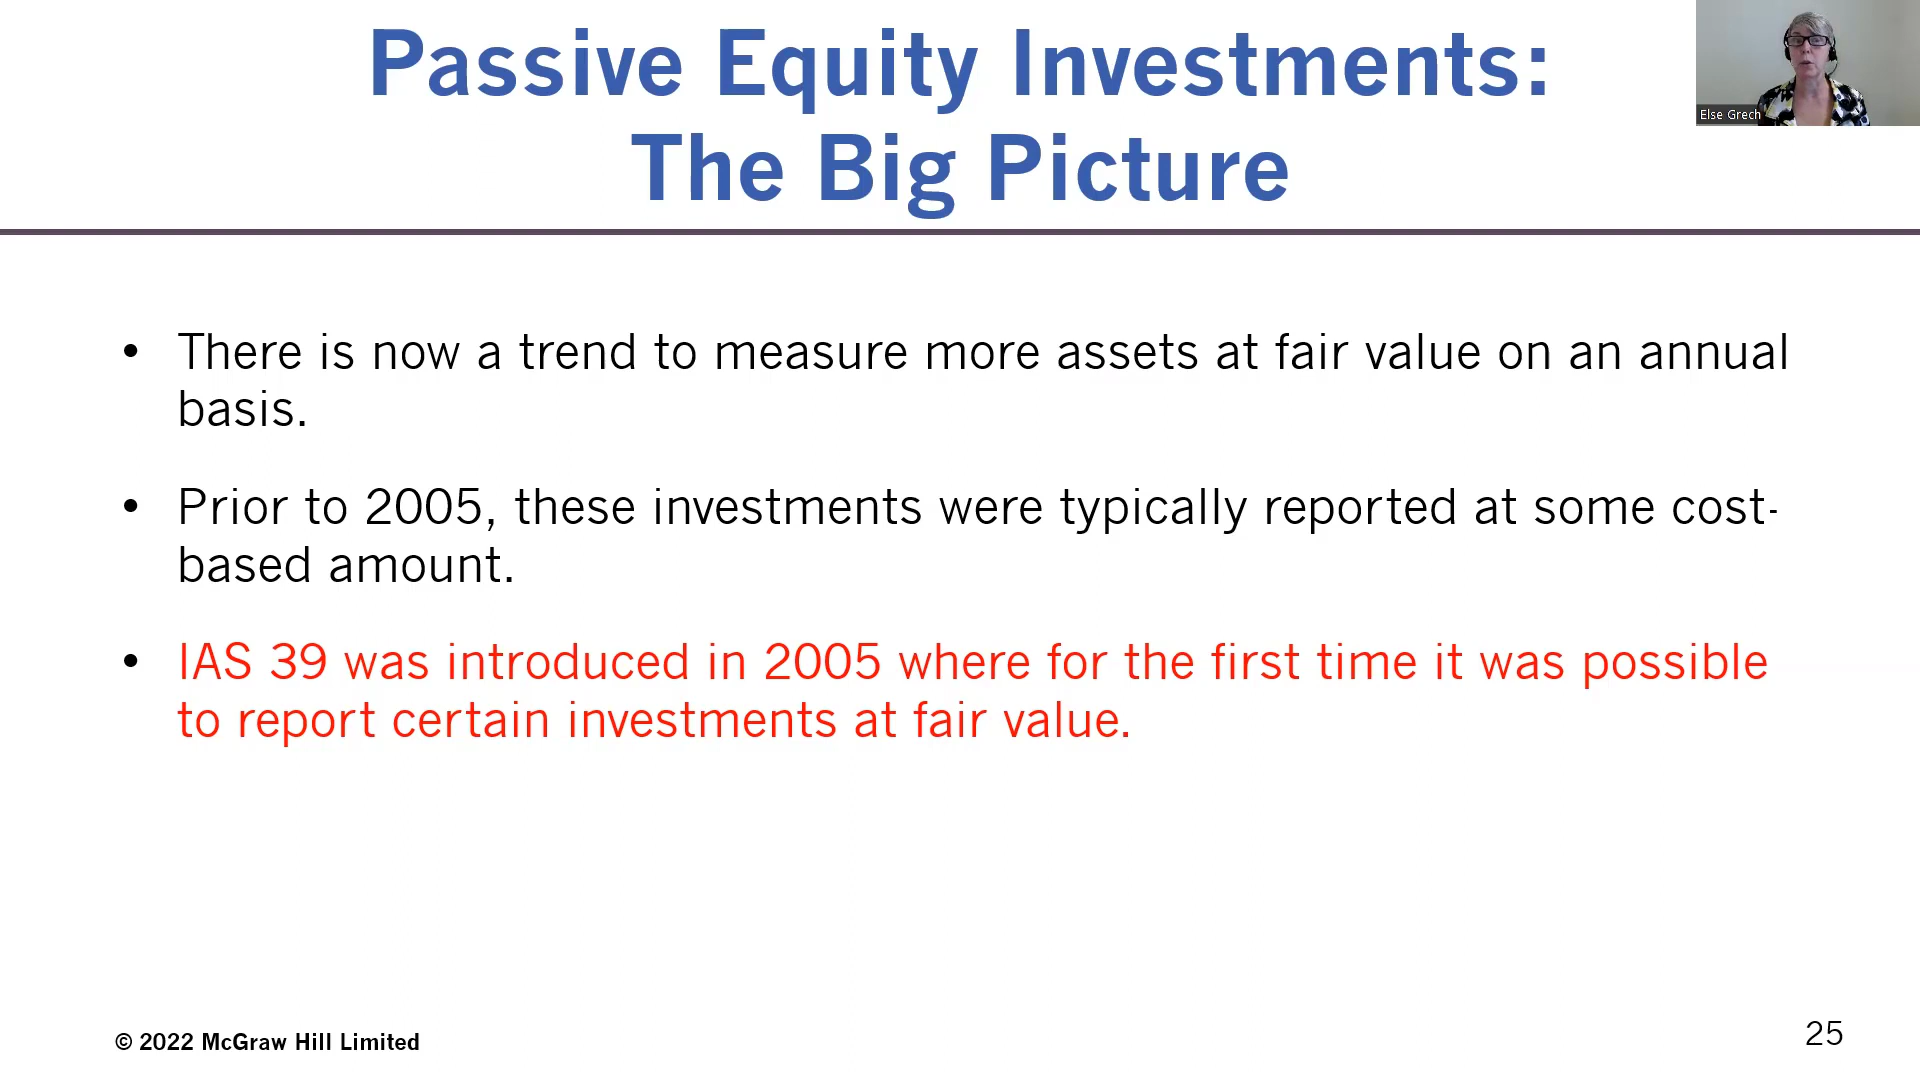 Passive Equity Investments:
The Big Picture
Else Grech
• There is now a trend to measure more assets at fair value on an annual
basis.
• Prior to 2005, these investments were typically reported at some cost-
based amount.
• IAS 39 was introduced in 2005 where for the first time it was possible
to report certain investments at fair value.
© 2022 McGraw Hill Limited
25